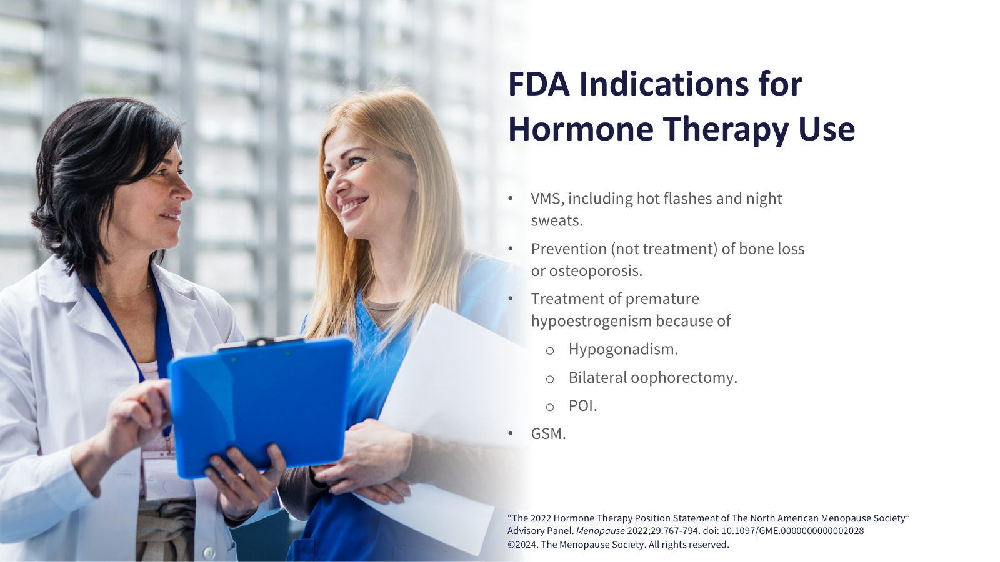 FDA Indications for
Hormone Therapy Use
• VMS, including hot flashes and night
sweats.
• Prevention (not treatment) of bone loss
or osteoporosis.
• Treatment of premature
hypoestrogenism because of
o Hypogonadism.
o Bilateral oophorectomy.
o POI.
• GSM.
“The 2022 Hormone Therapy Position Statement of The North American Menopause Society”
Advisory Panel. Menopause 2022;29:767-794. doi: 10.1097/GME.0000000000002028
©2024. The Menopause Society. All rights reserved.